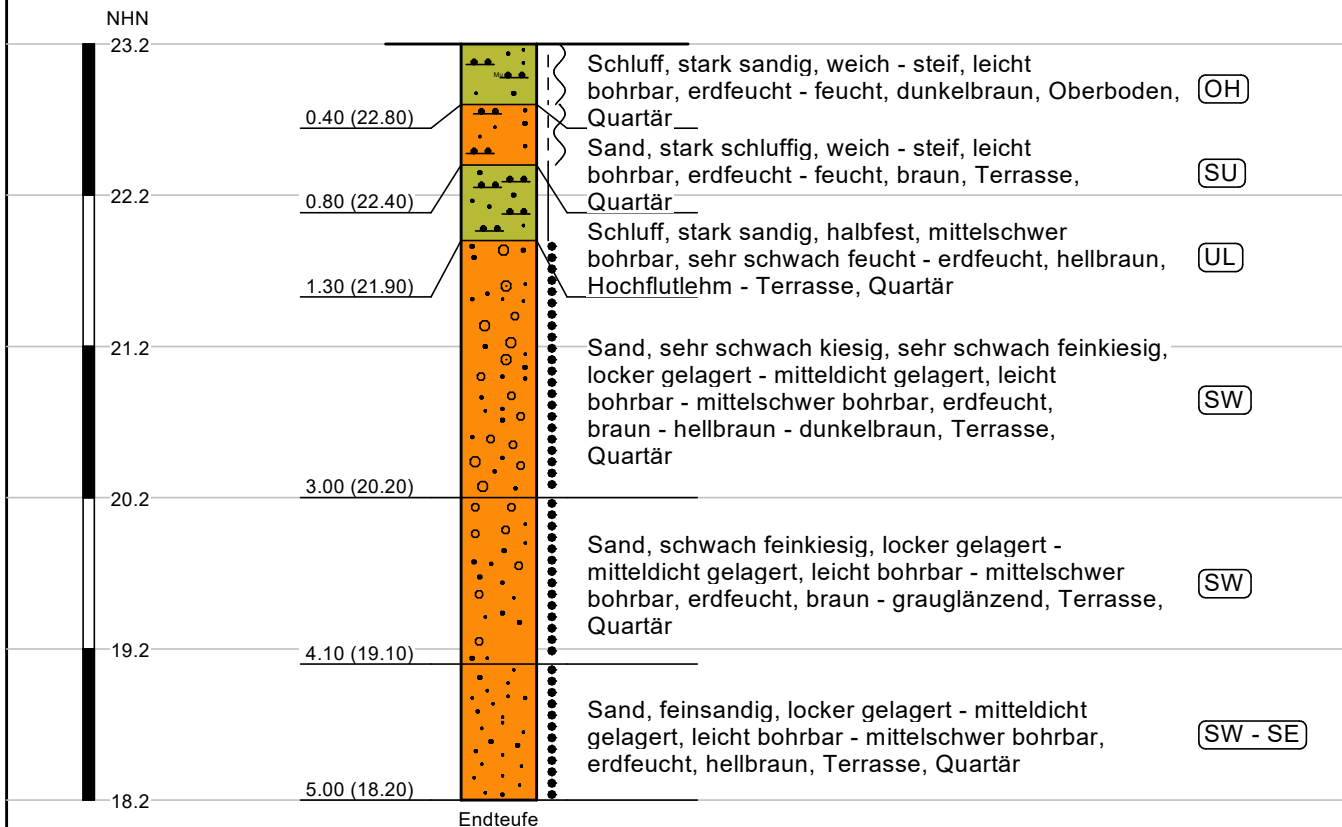 NHN
23.2
Schluff, stark sandig, weich - steif, leicht
bohrbar, erdfeucht - feucht, dunkelbraun, Oberboden,
Quartär
OH
0.40 (22.80)
Sand, stark schluffig, weich - steif, leicht
bohrbar, erdfeucht - feucht, braun, Terrasse,
Quartär
SU
22.2
0.80 (22.40)
Schluff, stark sandig, halbfest, mittelschwer
bohrbar, sehr schwach feucht - erdfeucht, hellbraun,
Hochflutlehm - Terrasse, Quartär
UL
1.30 (21.90)
21.2
Sand, sehr schwach kiesig, sehr schwach feinkiesig,
locker gelagert - mitteldicht gelagert, leicht
bohrbar - mittelschwer bohrbar, erdfeucht,
braun - hellbraun - dunkelbraun, Terrasse,
Quartär
SW
3.00 (20.20)
20.2
Sand, schwach feinkiesig, locker gelagert -
mitteldicht gelagert, leicht bohrbar - mittelschwer
bohrbar, erdfeucht, braun - grauglänzend, Terrasse,
Quartär
SW
19.2
4.10 (19.10)
Sand, feinsandig, locker gelagert - mitteldicht
gelagert, leicht bohrbar - mittelschwer bohrbar,
erdfeucht, hellbraun, Terrasse, Quartär
SW - SE
5.00 (18.20)
18.2
Endteufe